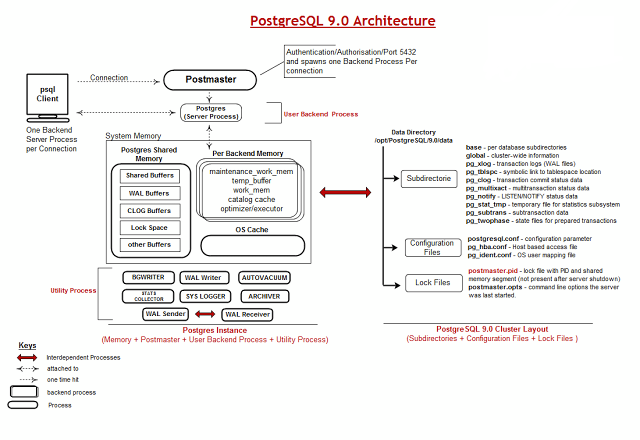 PostgreSQL 9.0 Architecture
Authentication/Authorisation/Port 5432
and spawns one Backend Process Per
connection
Connection
Postmaster
psql
Client
Postgres
(Server Process)
User Backend Process
One Backend
Server Process
per Connection
System Memory
Postgres Shared
Memory
Shared Buffers
WAL Buffers
CLOG Buffers
Lock Space
other Buffers
Per Backend Memory
maintenance_work_mem
temp_buffer
work_mem
catalog cache
optimizer/executor
OS Cache
Utility Process
BGWRITER
WAL Writer
AUTOVACUUM
STATS
COLLECTOR
SYS LOGGER
ARCHIVER
WAL Sender
WAL Receiver
Postgres Instance
(Memory + Postmaster + User Backend Process + Utility Process)
Data Directory
/opt/PostgreSQL/9.0/data
Subdirectorie
base - per database subdirectories
global - cluster-wide information
pg_xlog - transaction logs (WAL files)
pg_tblspc - symbolic link to tablespace location
pg_clog - transaction commit status data
pg_multixact - multitransaction status data
pg_notify - LISTEN/NOTIFY status data
pg_stat_tmp - temporary file for statistics subsystem
pg_subtrans - subtransaction data
pg_twophase - state files for prepared transactions
Configuration
Files
postgresql.conf - configuration parameter
pg_hba.conf - Host based access file
pg_ident.conf - OS user mapping file
Lock Files
postmaster.pid - lock file with PID and shared
memory segment (not present after server shutdown)
postmaster.opts - command line options the server
was last started.
PostgreSQL 9.0 Cluster Layout
(Subdirectories + Configuration Files + Lock Files )
Keys
Interdependent Processes
attached to
one time hit
backend process
Process